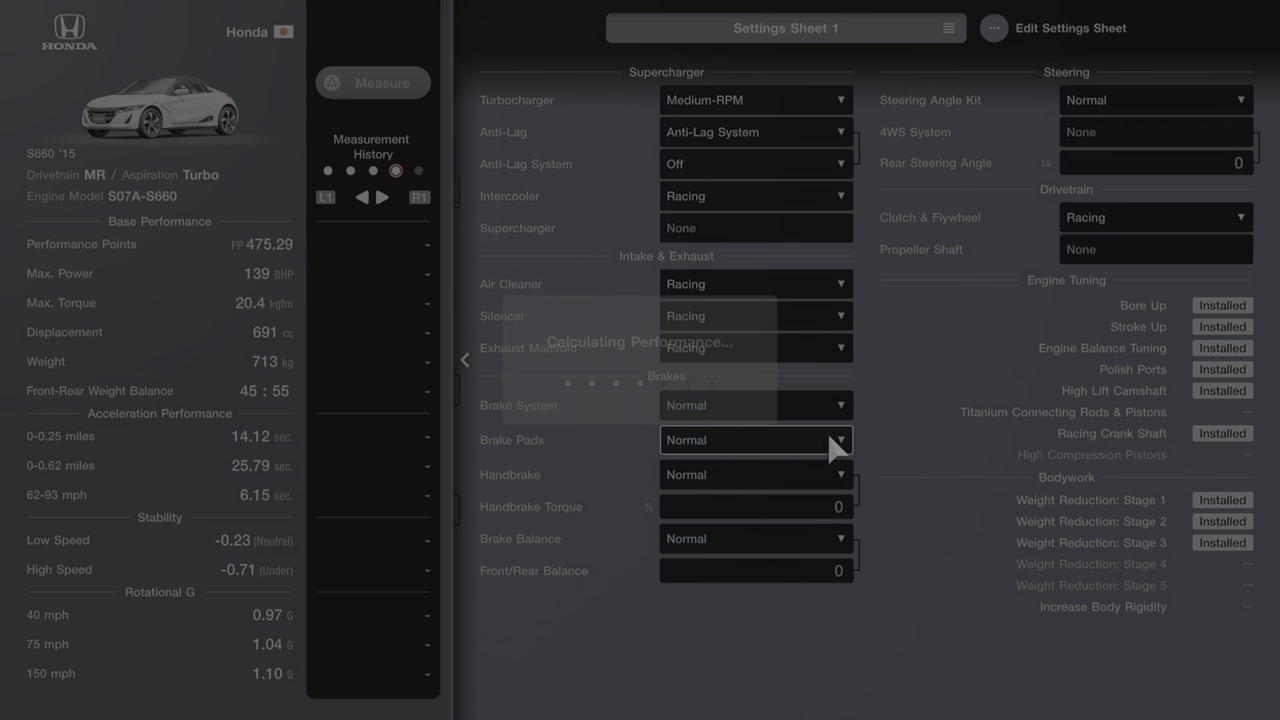 HONDA
Honda
S660 '15
Drivetrain MR / Aspiration Turbo
Engine Model S07A-S660
Base Performance
Performance Points PP 475.29
Max. Power 139 BHP
Max. Torque 20.4 kgfm
Displacement 691 cc
Weight 713 kg
Front-Rear Weight Balance 45 : 55
Acceleration Performance
0-0.25 miles 14.12 sec.
0-0.62 miles 25.79 sec.
62-93 mph 6.15 sec.
Stability
Low Speed -0.23 (Neutral)
High Speed -0.71 (Under)
Rotational G
40 mph 0.97 G
75 mph 1.04 G
150 mph 1.10 G
Measure
Measurement
History
L1 R1
-
-
-
-
-
-
-
-
-
-
-
-
-
-
Settings Sheet 1
Edit Settings Sheet
Supercharger
Turbocharger Medium-RPM
Anti-Lag Anti-Lag System
Anti-Lag System Off
Intercooler Racing
Supercharger None
Intake & Exhaust
Air Cleaner Racing
Silencer Racing
Calculating Performance...
Exhaust Manifold Racing
Brakes
Brake System Normal
Brake Pads Normal
Handbrake Normal
Handbrake Torque % 0
Brake Balance Normal
Front/Rear Balance 0
Steering
Steering Angle Kit Normal
4WS System None
Rear Steering Angle Lv. 0
Drivetrain
Clutch & Flywheel Racing
Propeller Shaft None
Engine Tuning
Bore Up Installed
Stroke Up Installed
Engine Balance Tuning Installed
Polish Ports Installed
High Lift Camshaft Installed
Titanium Connecting Rods & Pistons --
Racing Crank Shaft Installed
High Compression Pistons --
Bodywork
Weight Reduction: Stage 1 Installed
Weight Reduction: Stage 2 Installed
Weight Reduction: Stage 3 Installed
Weight Reduction: Stage 4 --
Weight Reduction: Stage 5 --
Increase Body Rigidity --